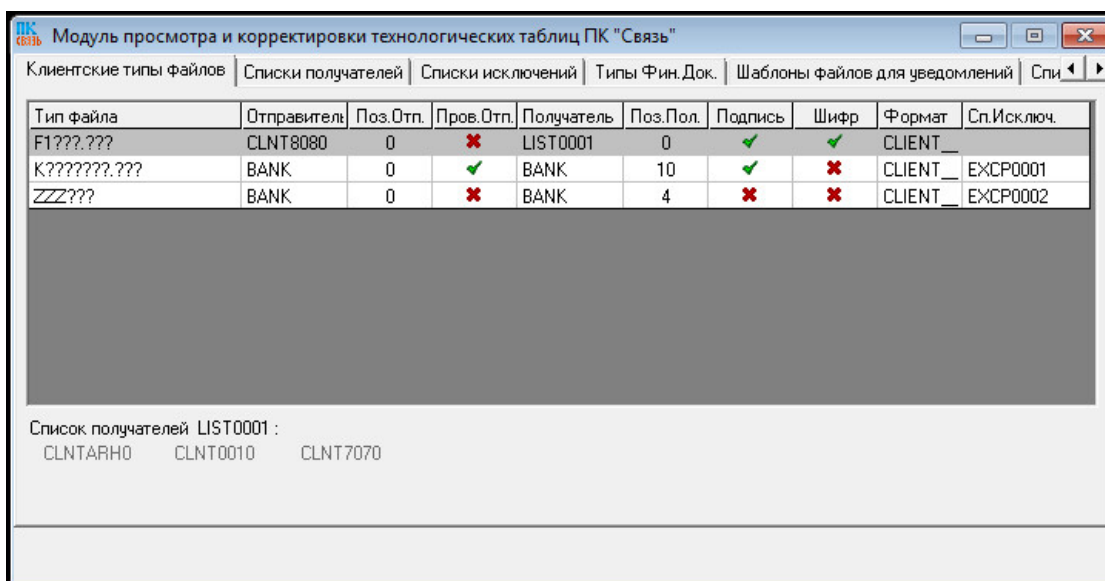 ПК СВЯЗЬ Модуль просмотра и корректировки технологических таблиц ПК "Связь"
Клиентские типы файлов Списки получателей Списки исключений Типы Фин.Док. Шаблоны файлов для уведомлений Спи
Тип файла Отправитель Поз.Отп. Пров.Отп. Получатель Поз.Пол. Подпись Шифр Формат Сп.Исключ.
F1???.??? CLNT8080 0 LIST0001 0 CLIENT__
K???????.??? BANK 0 BANK 10 CLIENT__ EXCP0001
ZZZ??? BANK 0 BANK 4 CLIENT__ EXCP0002
Список получателей LIST0001 :
CLNTARH0 CLNT0010 CLNT7070